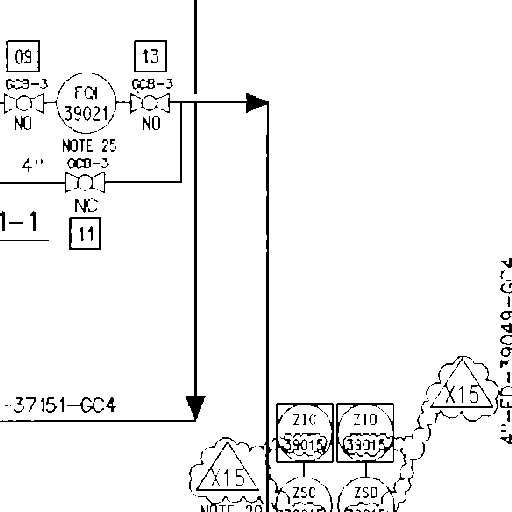 09
13
GCB-3
GCB-3
FQI
39021
NO
NO
NOTE 25
4"
GCB-3
NC
1-1
11
-37151-GC4
4"-FD-39049-GC4
X15
ZIC
39015
ZIO
39015
X15
ZSC
ZSO
NOTE 29